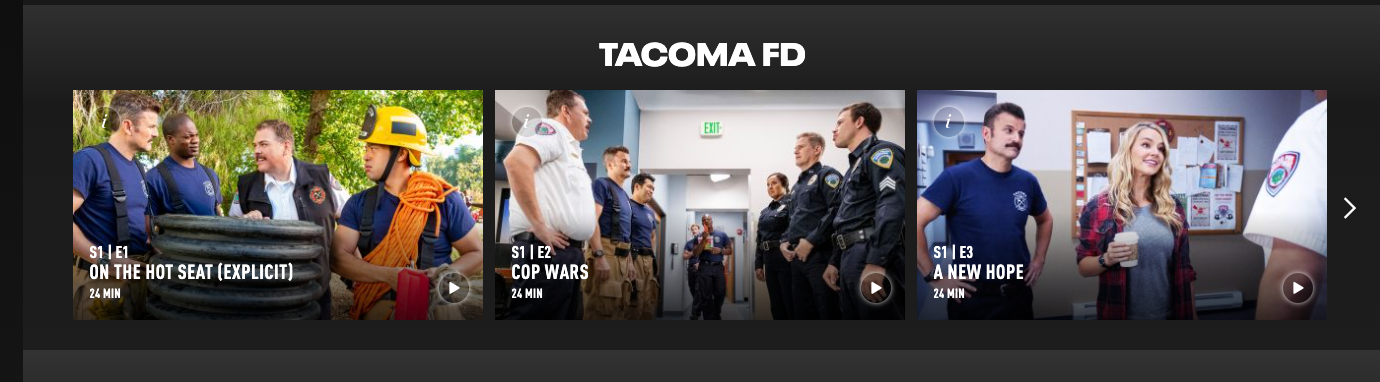 TACOMA FD
i
S1 | E1
ON THE HOT SEAT (EXPLICIT)
24 MIN
i
EXIT
S1 | E2
COP WARS
24 MIN
i
S1 | E3
A NEW HOPE
24 MIN